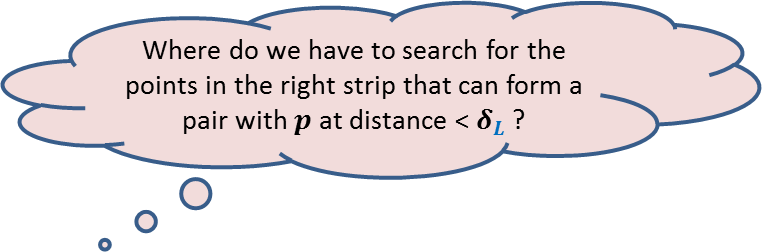 Where do we have to search for the
points in the right strip that can form a
pair with p at distance < δL ?